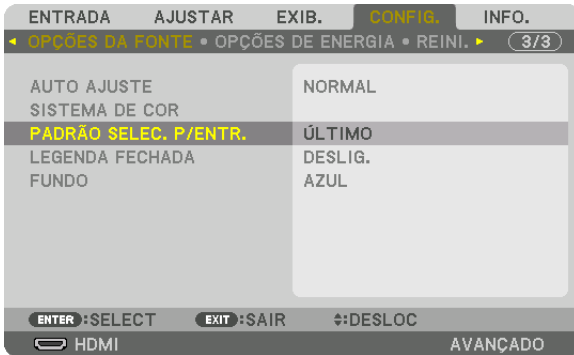 ENTRADA AJUSTAR EXIB. CONFIG. INFO.
◄ OPÇÕES DA FONTE • OPÇÕES DE ENERGIA • REINI. ► 3/3
AUTO AJUSTE NORMAL
SISTEMA DE COR
PADRÃO SELEC. P/ENTR. ÚLTIMO
LEGENDA FECHADA DESLIG.
FUNDO AZUL
ENTER :SELECT EXIT :SAIR ♦:DESLOC
HDMI AVANÇADO